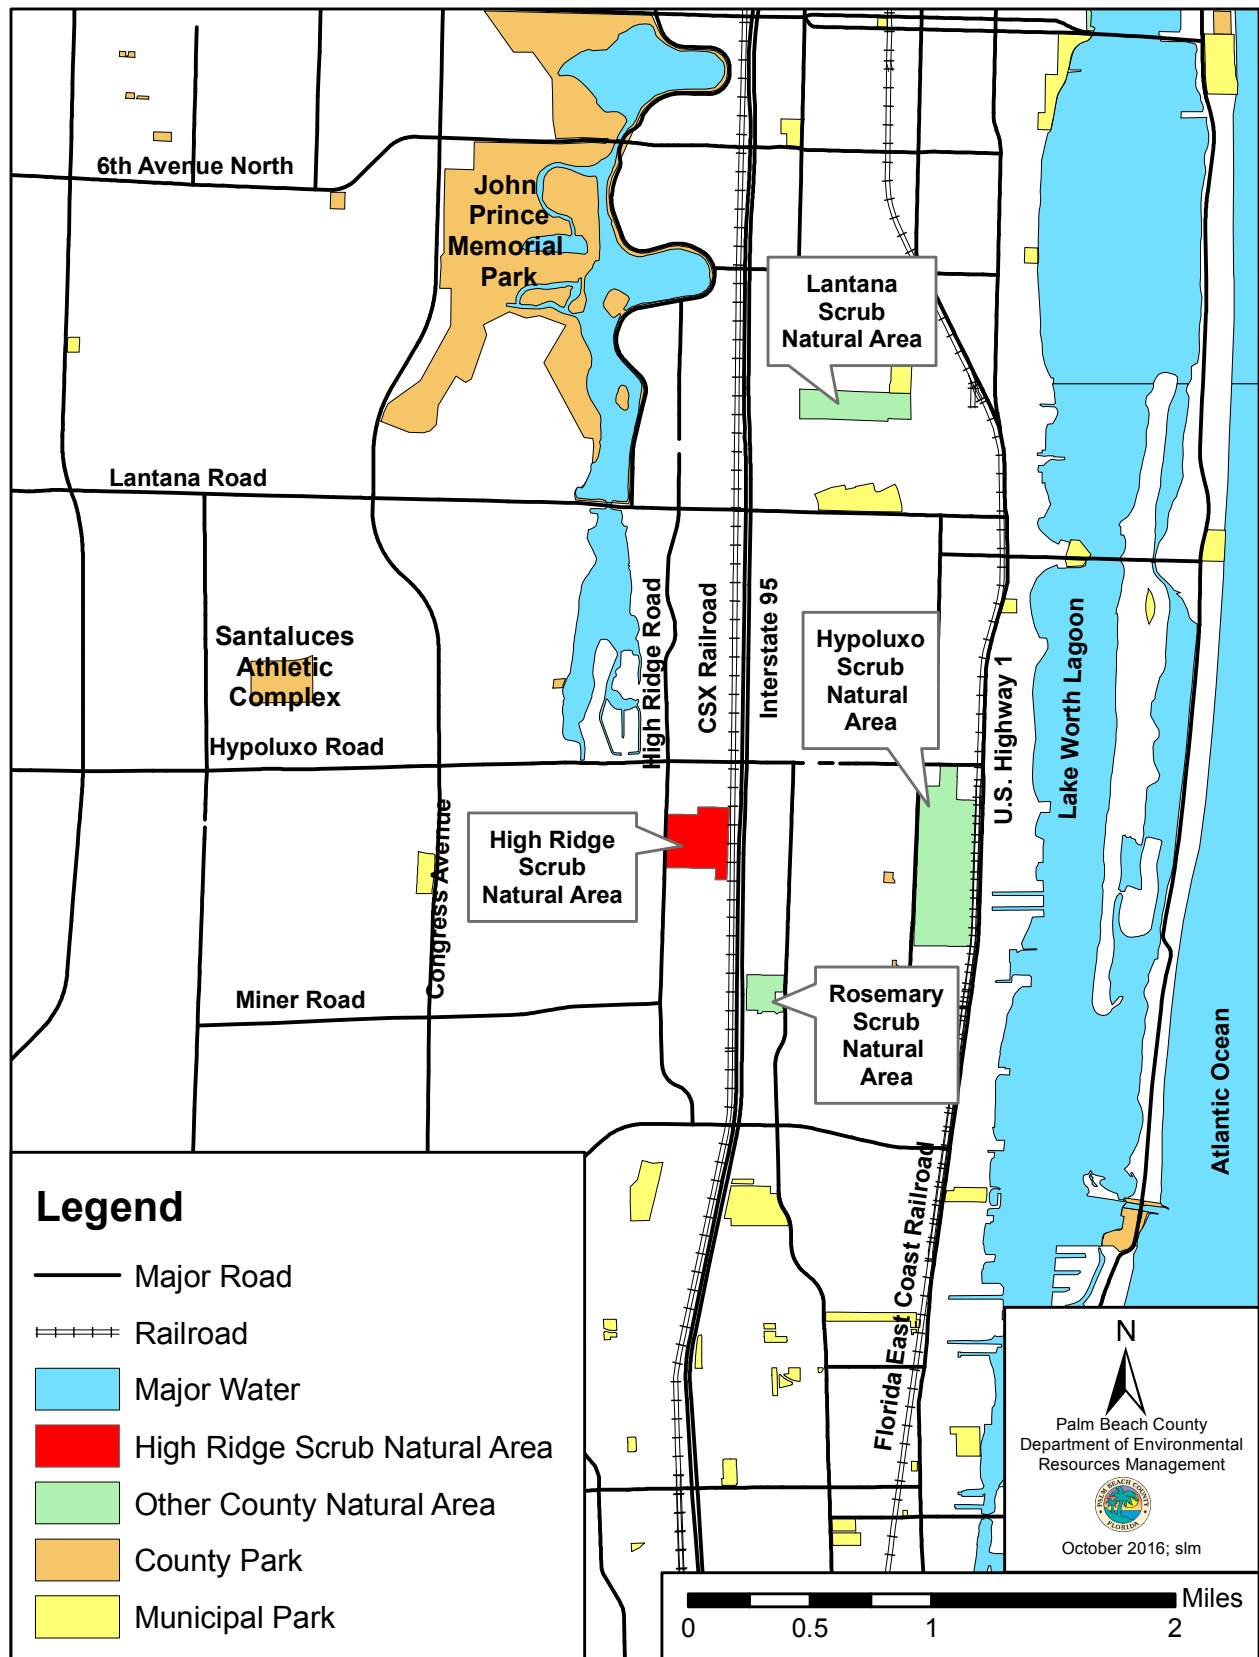 6th Avenue North
John
Prince
Memorial
Park
Lantana
Scrub
Natural Area
Lantana Road
Santaluces
Athletic
Complex
Hypoluxo Road
High Ridge Road
CSX Railroad
Interstate 95
Hypoluxo
Scrub
Natural
Area
U.S. Highway 1
Lake Worth Lagoon
High Ridge
Scrub
Natural Area
Congress Avenue
Miner Road
Rosemary
Scrub
Natural
Area
Atlantic Ocean
Florida East Coast Railroad
Legend
Major Road
Railroad
Major Water
High Ridge Scrub Natural Area
Other County Natural Area
County Park
Municipal Park
N
Palm Beach County
Department of Environmental
Resources Management
PALM BEACH COUNTY
FLORIDA
October 2016; slm
Miles
0 0.5 1 2